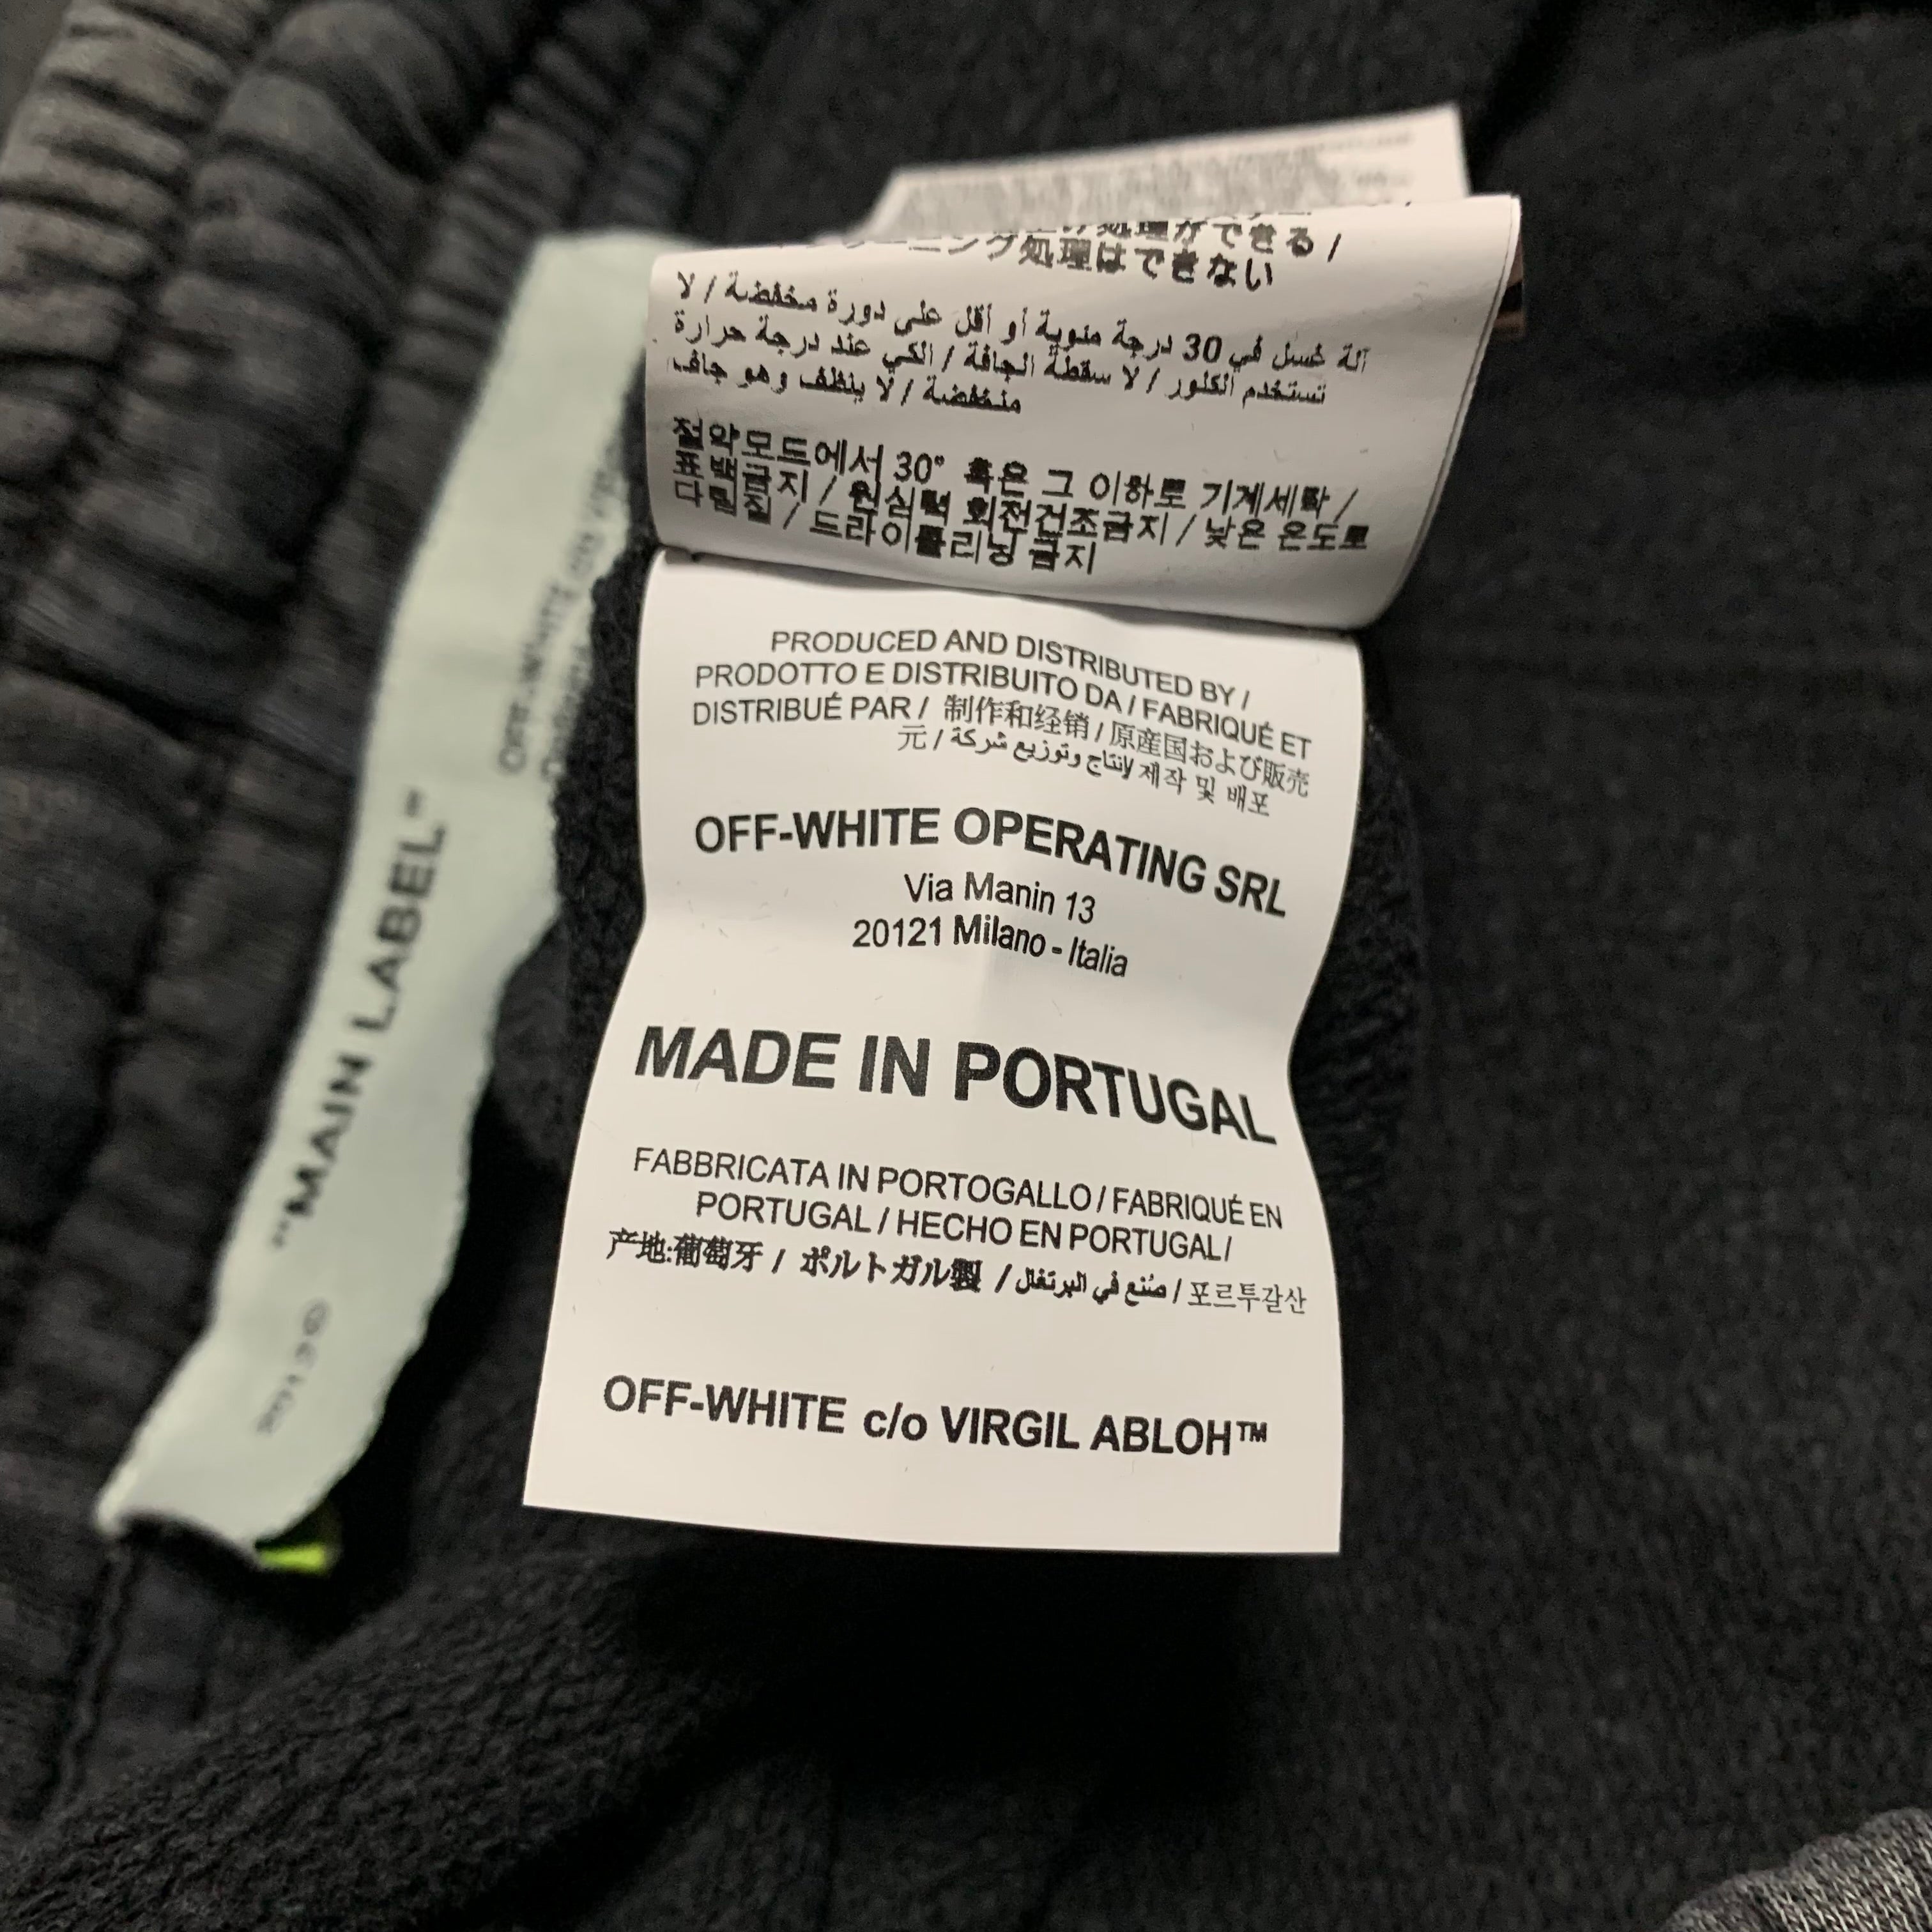 処理ができる /
ーニング処理はできない
آلة غسل في 30 درجة مئوية أو أقل على دورة مخفضة / لا
تستخدم الكلور / لا سقطة الجافة / الكي عند درجة حرارة
منخفضة / لا ينظف وهو جاف
절약모드에서 30° 혹은 그 이하로 기계세탁 /
표백금지 / 원심력 회전건조금지 / 낮은 온도로
다림질 / 드라이클리닝 금지
PRODUCED AND DISTRIBUTED BY /
PRODOTTO E DISTRIBUITO DA / FABRIQUÉ ET
DISTRIBUÉ PAR / 制作和经销 / 原産国および販売
元 / إنتاج وتوزيع شركة/ 제작 및 배포
OFF-WHITE OPERATING SRL
Via Manin 13
20121 Milano - Italia
MADE IN PORTUGAL
FABBRICATA IN PORTOGALLO / FABRIQUÉ EN
PORTUGAL / HECHO EN PORTUGAL/
产地:葡萄牙 / ポルトガル製 / صُنع في البرتغال / 포르투갈산
OFF-WHITE c/o VIRGIL ABLOH™
"MAIN LABEL"
OFF-WHITE c/o